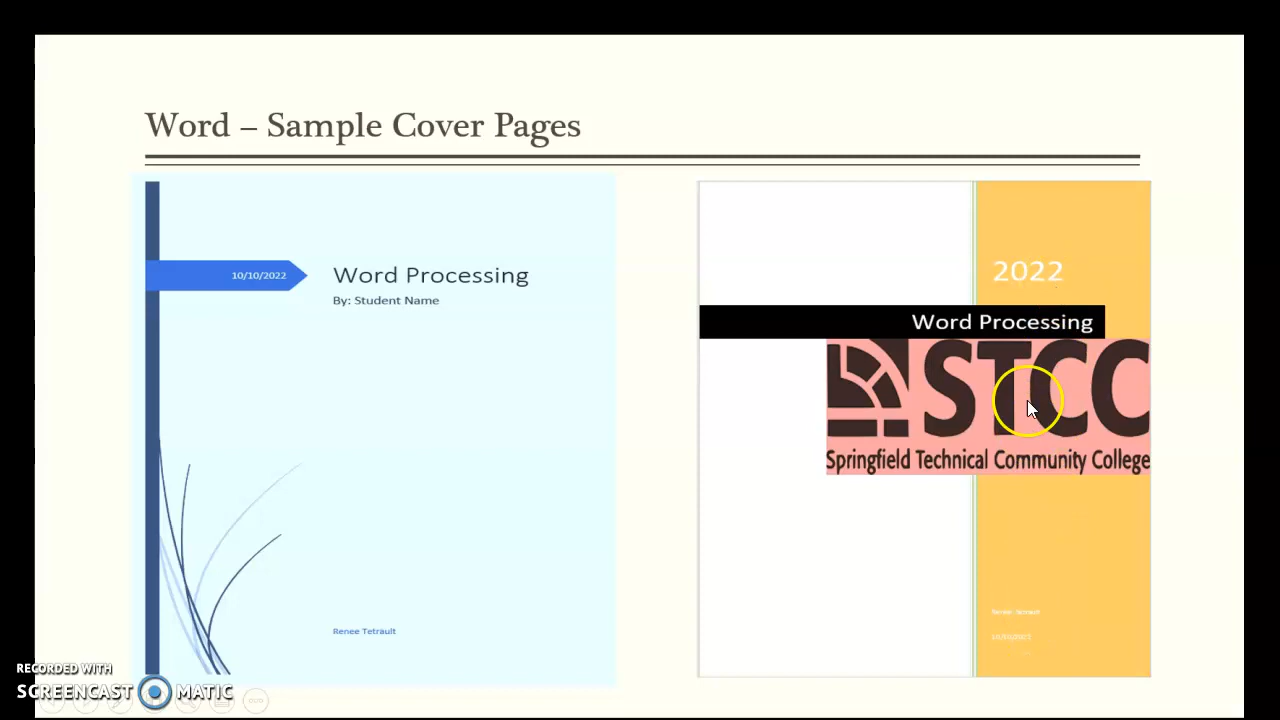 Word – Sample Cover Pages
10/10/2022
Word Processing
By: Student Name
Renee Tetrault
2022
Word Processing
STCC
Springfield Technical Community College
RECORDED WITH
SCREENCAST MATIC